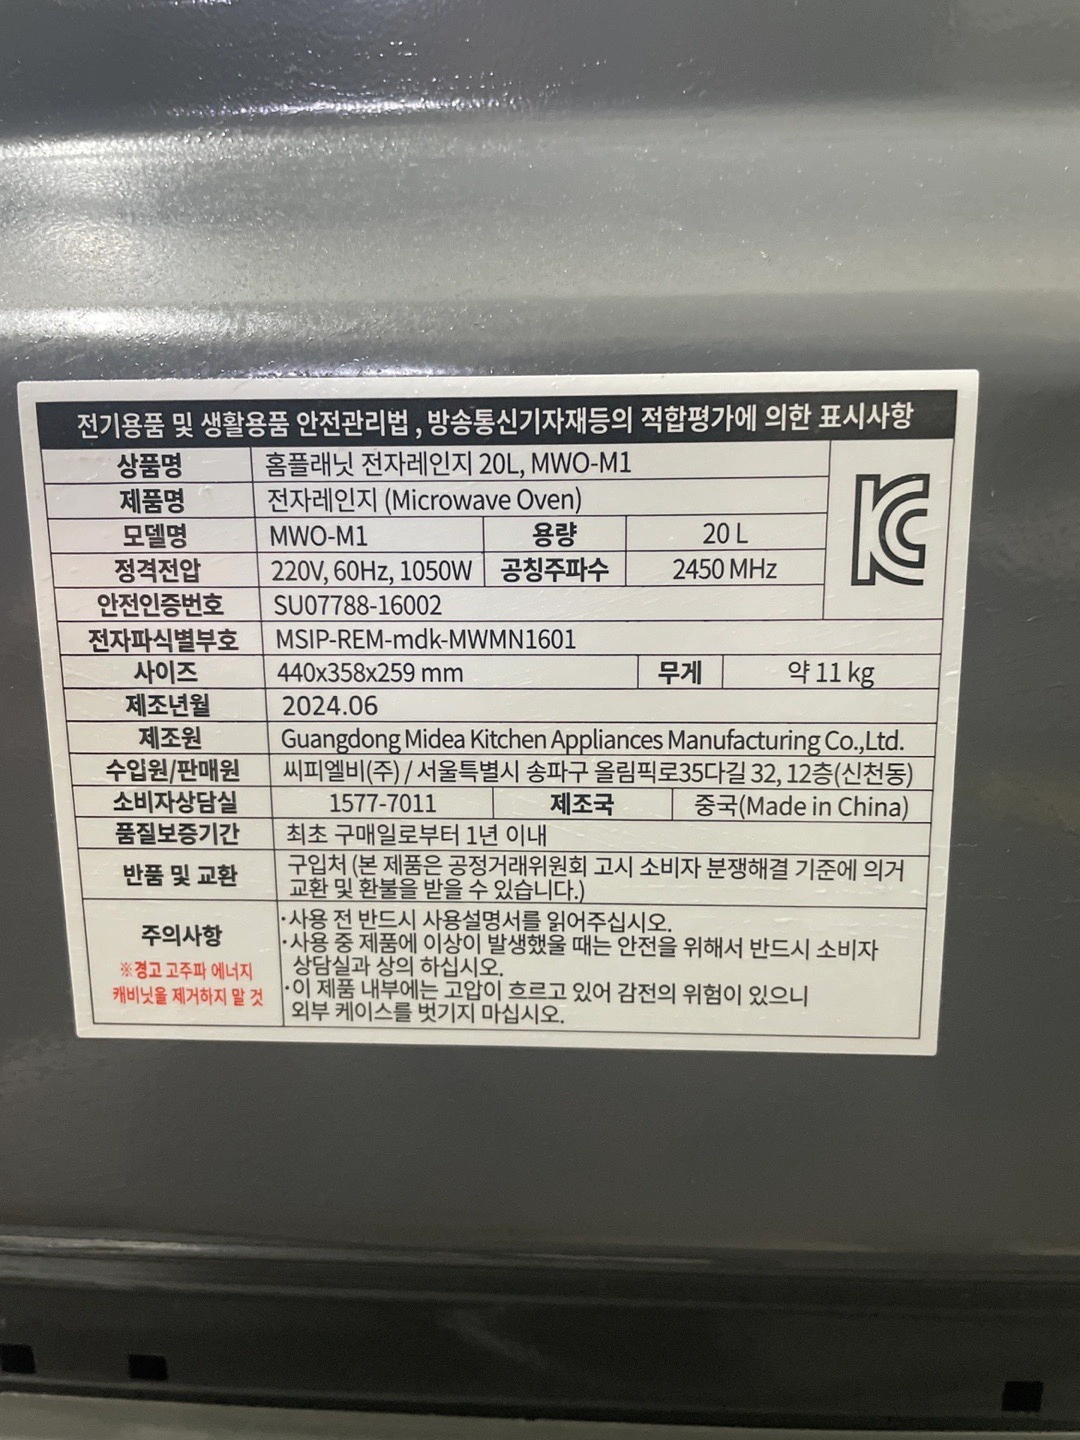 전기용품 및 생활용품 안전관리법 , 방송통신기자재등의 적합평가에 의한 표시사항
상품명 홈플래닛 전자레인지 20L, MWO-M1
제품명 전자레인지 (Microwave Oven)
모델명 MWO-M1 용량 20 L
정격전압 220V, 60Hz, 1050W 공칭주파수 2450 MHz
안전인증번호 SU07788-16002
전자파식별부호 MSIP-REM-mdk-MWMN1601
사이즈 440x358x259 mm 무게 약 11 kg
제조년월 2024.06
제조원 Guangdong Midea Kitchen Appliances Manufacturing Co.,Ltd.
수입원/판매원 씨피엘비(주) / 서울특별시 송파구 올림픽로35다길 32, 12층(신천동)
소비자상담실 1577-7011 제조국 중국(Made in China)
품질보증기간 최초 구매일로부터 1년 이내
반품 및 교환 구입처 (본 제품은 공정거래위원회 고시 소비자 분쟁해결 기준에 의거
교환 및 환불을 받을 수 있습니다.)
주의사항
※경고 고주파 에너지
캐비닛을 제거하지 말 것
·사용 전 반드시 사용설명서를 읽어주십시오.
·사용 중 제품에 이상이 발생했울 때는 안전을 위해서 반드시 소비자
상담실과 상의 하십시오.
·이 제품 내부에는 고압이 흐르고 있어 감전의 위험이 있으니
외부 케이스를 벗기지 마십시오.
KC